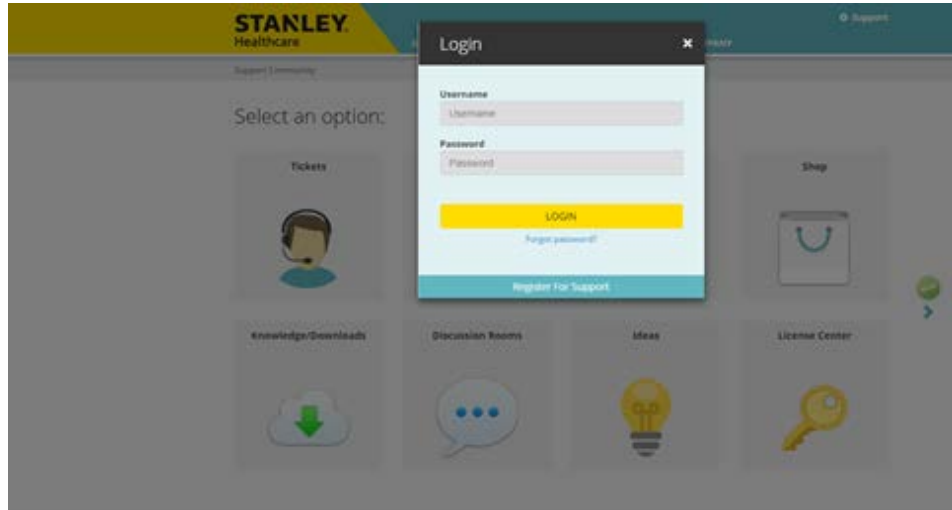 STANLEY
Healthcare
Support
Support Community
Select an option:
Login
Username
Username
Password
Password
LOGIN
Forgot password?
Register For Support
Tickets
Shop
Knowledge/Downloads
Discussion Rooms
Ideas
License Center